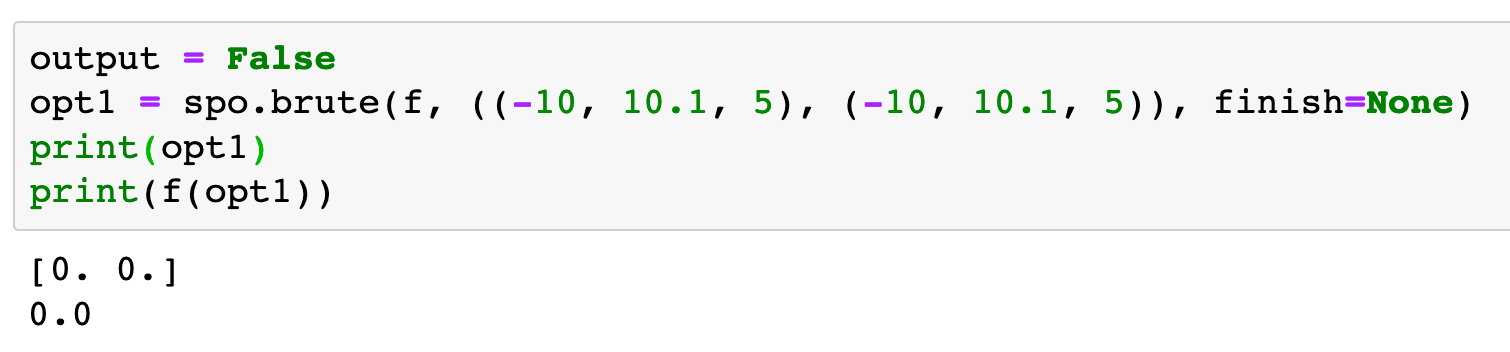 output = False
opt1 = spo.brute(f, ((-10, 10.1, 5), (-10, 10.1, 5)), finish=None)
print(opt1)
print(f(opt1))
[0. 0.]
0.0